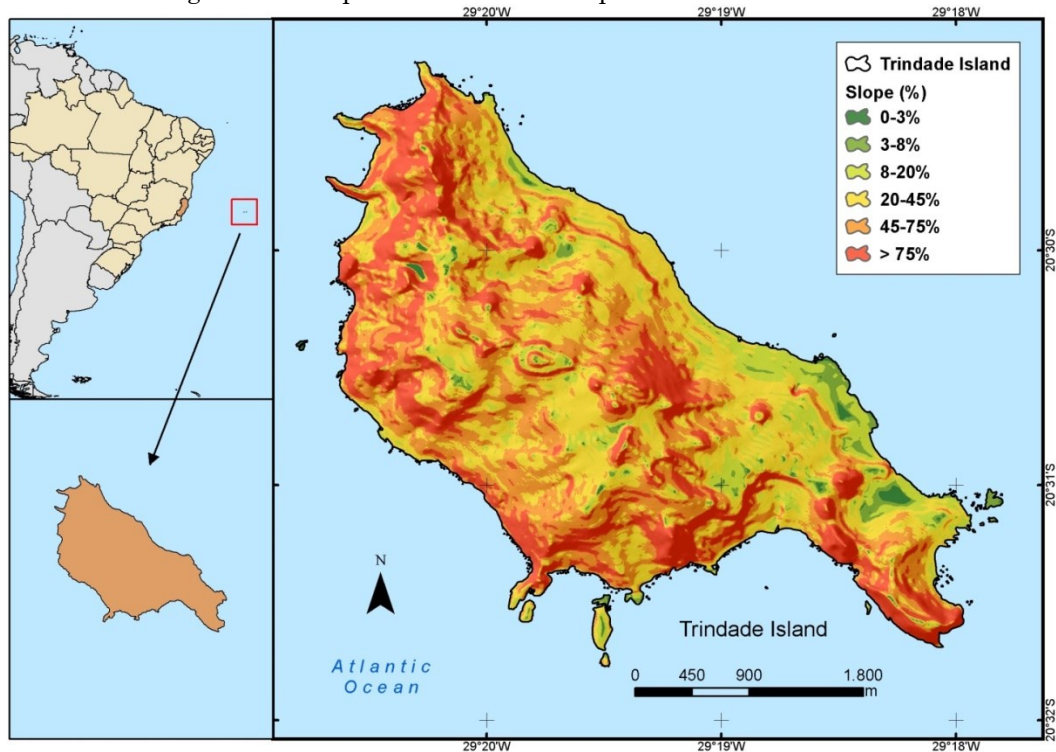 29°20'W
29°19'W
29°18'W
Trindade Island
Slope (%)
0-3%
3-8%
8-20%
20-45%
45-75%
> 75%
20°30'S
20°31'S
20°32'S
N
Trindade Island
Atlantic
Ocean
0 450 900 1.800
m
29°20'W
29°19'W
29°18'W